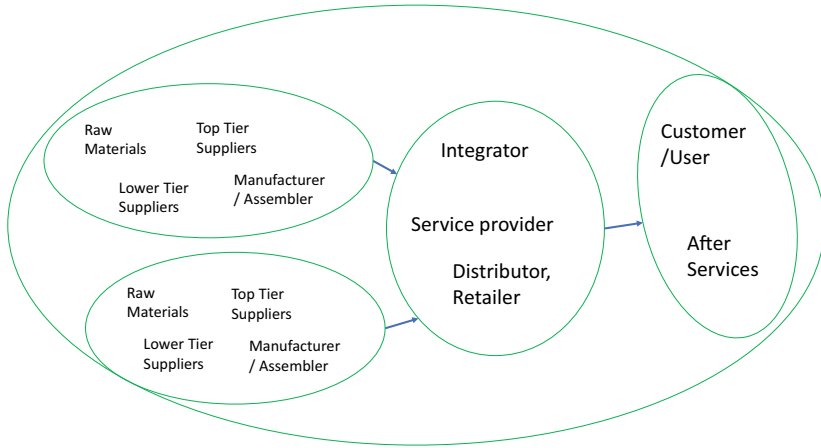 Raw
Materials
Top Tier
Suppliers
Lower Tier
Suppliers
Manufacturer
/ Assembler
Raw
Materials
Top Tier
Suppliers
Lower Tier
Suppliers
Manufacturer
/ Assembler
Integrator
Service provider
Distributor,
Retailer
Customer
/User
After
Services